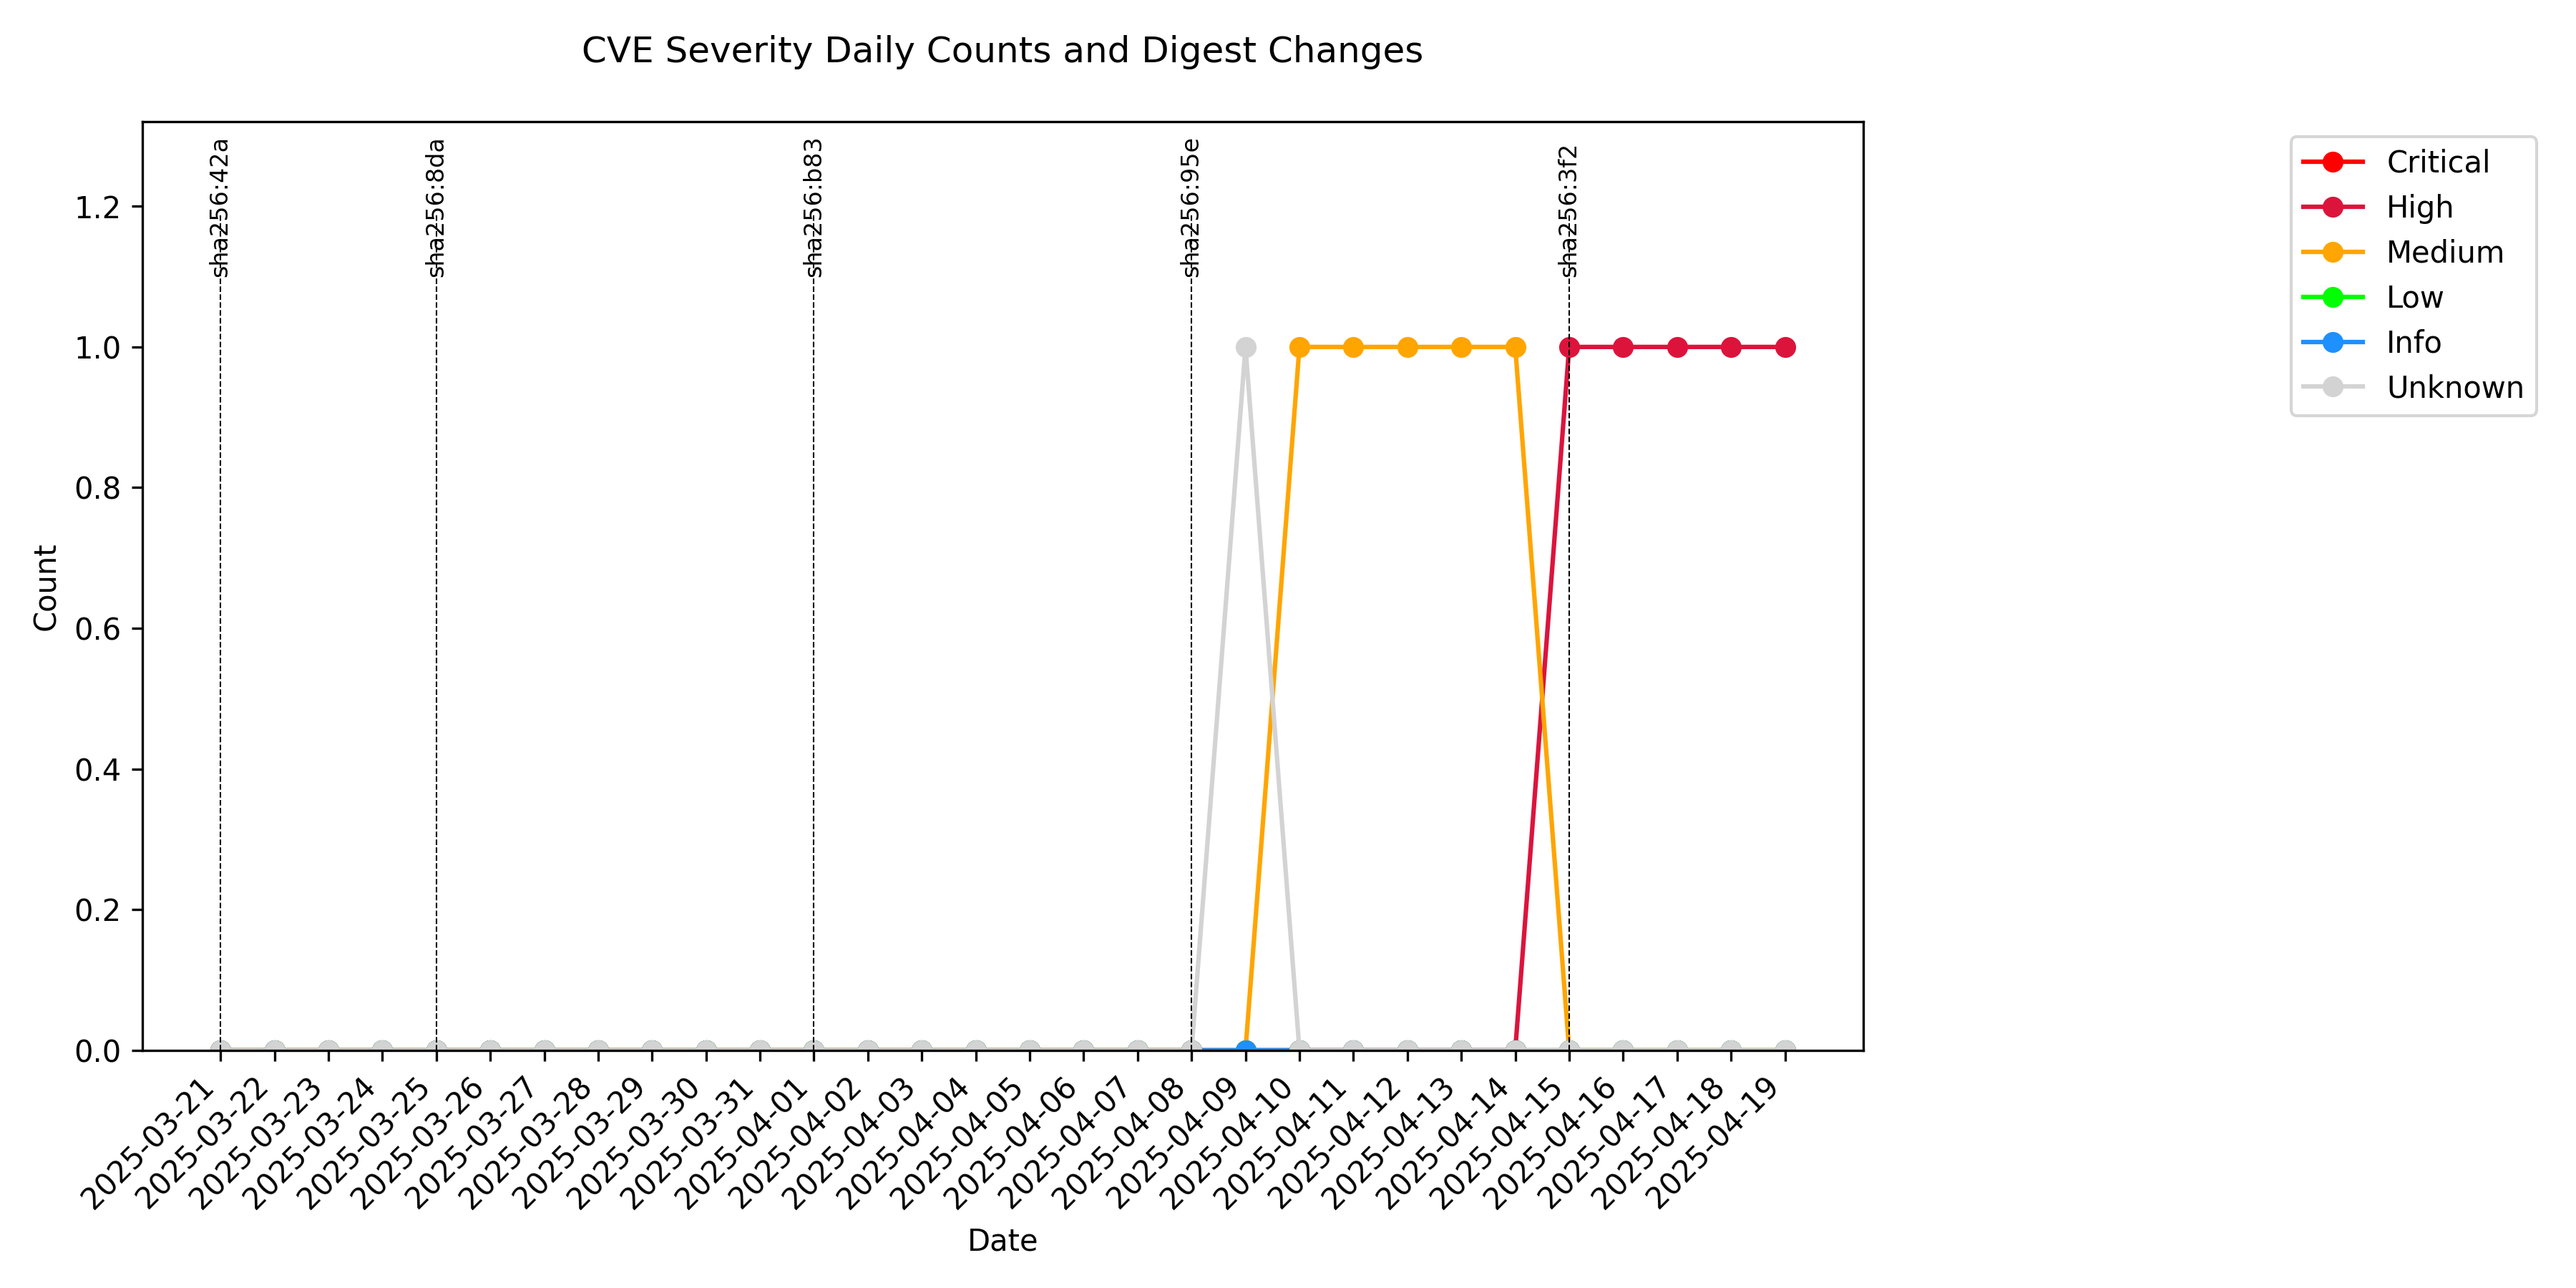 CVE Severity Daily Counts and Digest Changes
sha256:42a
sha256:8da
sha256:b83
sha256:95e
sha256:3f2
Critical
High
Medium
Low
Info
Unknown
1.2
1.0
0.8
0.6
0.4
0.2
0.0
Count
2025-03-21
2025-03-22
2025-03-23
2025-03-24
2025-03-25
2025-03-26
2025-03-27
2025-03-28
2025-03-29
2025-03-30
2025-03-31
2025-04-01
2025-04-02
2025-04-03
2025-04-04
2025-04-05
2025-04-06
2025-04-07
2025-04-08
2025-04-09
2025-04-10
2025-04-11
2025-04-12
2025-04-13
2025-04-14
2025-04-15
2025-04-16
2025-04-17
2025-04-18
2025-04-19
Date